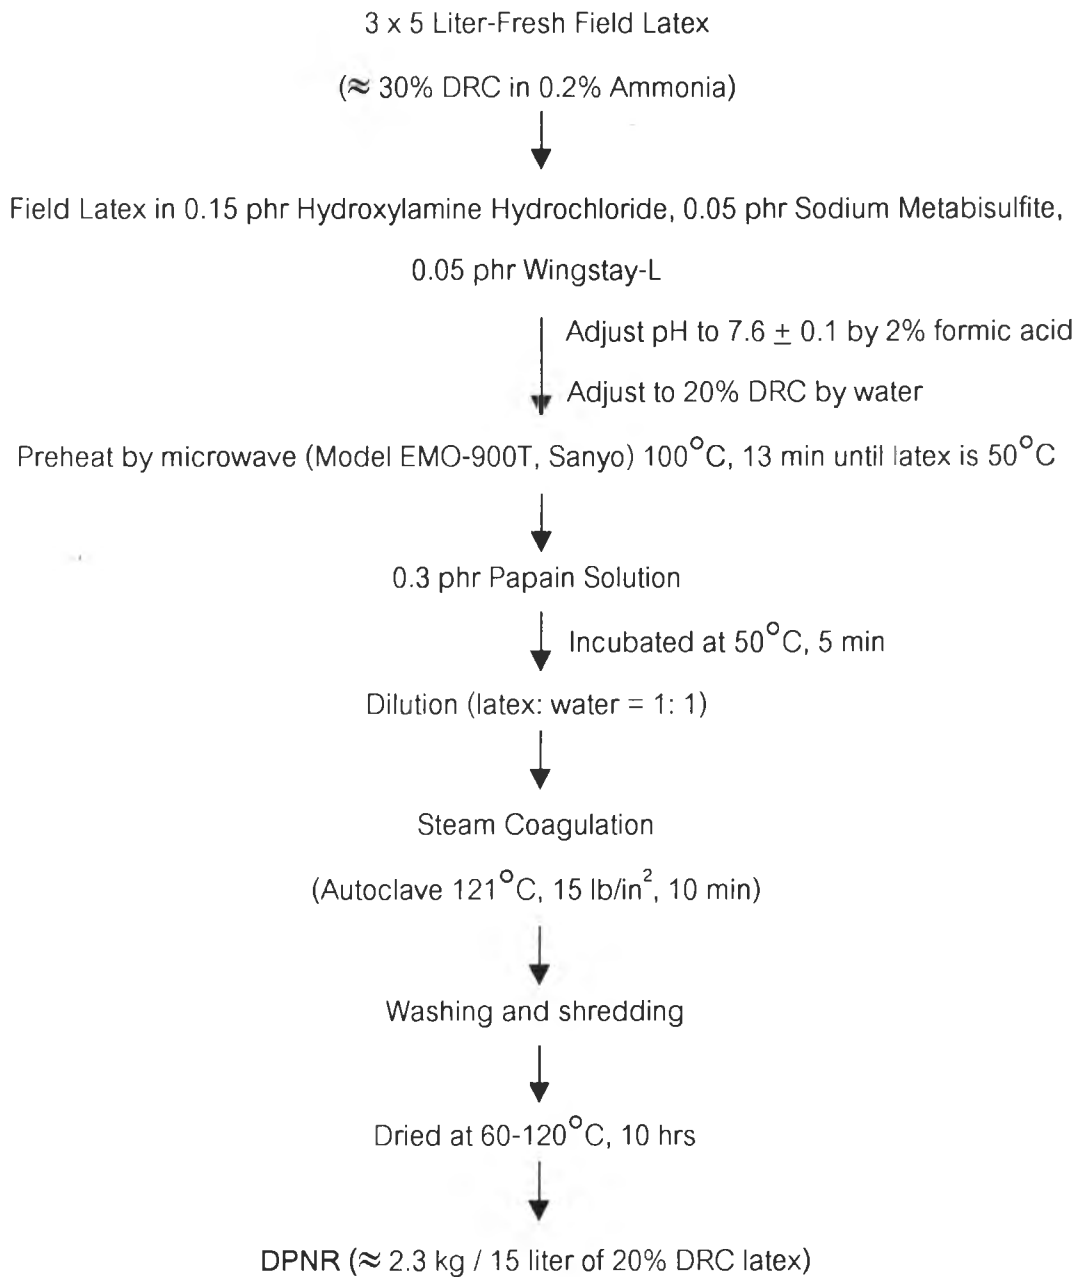 3 x 5 Liter-Fresh Field Latex
(≈ 30% DRC in 0.2% Ammonia)
Field Latex in 0.15 phr Hydroxylamine Hydrochloride, 0.05 phr Sodium Metabisulfite,
0.05 phr Wingstay-L
Adjust pH to 7.6 ± 0.1 by 2% formic acid
Adjust to 20% DRC by water
Preheat by microwave (Model EMO-900T, Sanyo) 100°C, 13 min until latex is 50°C
0.3 phr Papain Solution
Incubated at 50°C, 5 min
Dilution (latex: water = 1: 1)
Steam Coagulation
(Autoclave 121°C, 15 lb/in², 10 min)
Washing and shredding
Dried at 60-120°C, 10 hrs
DPNR (≈ 2.3 kg / 15 liter of 20% DRC latex)